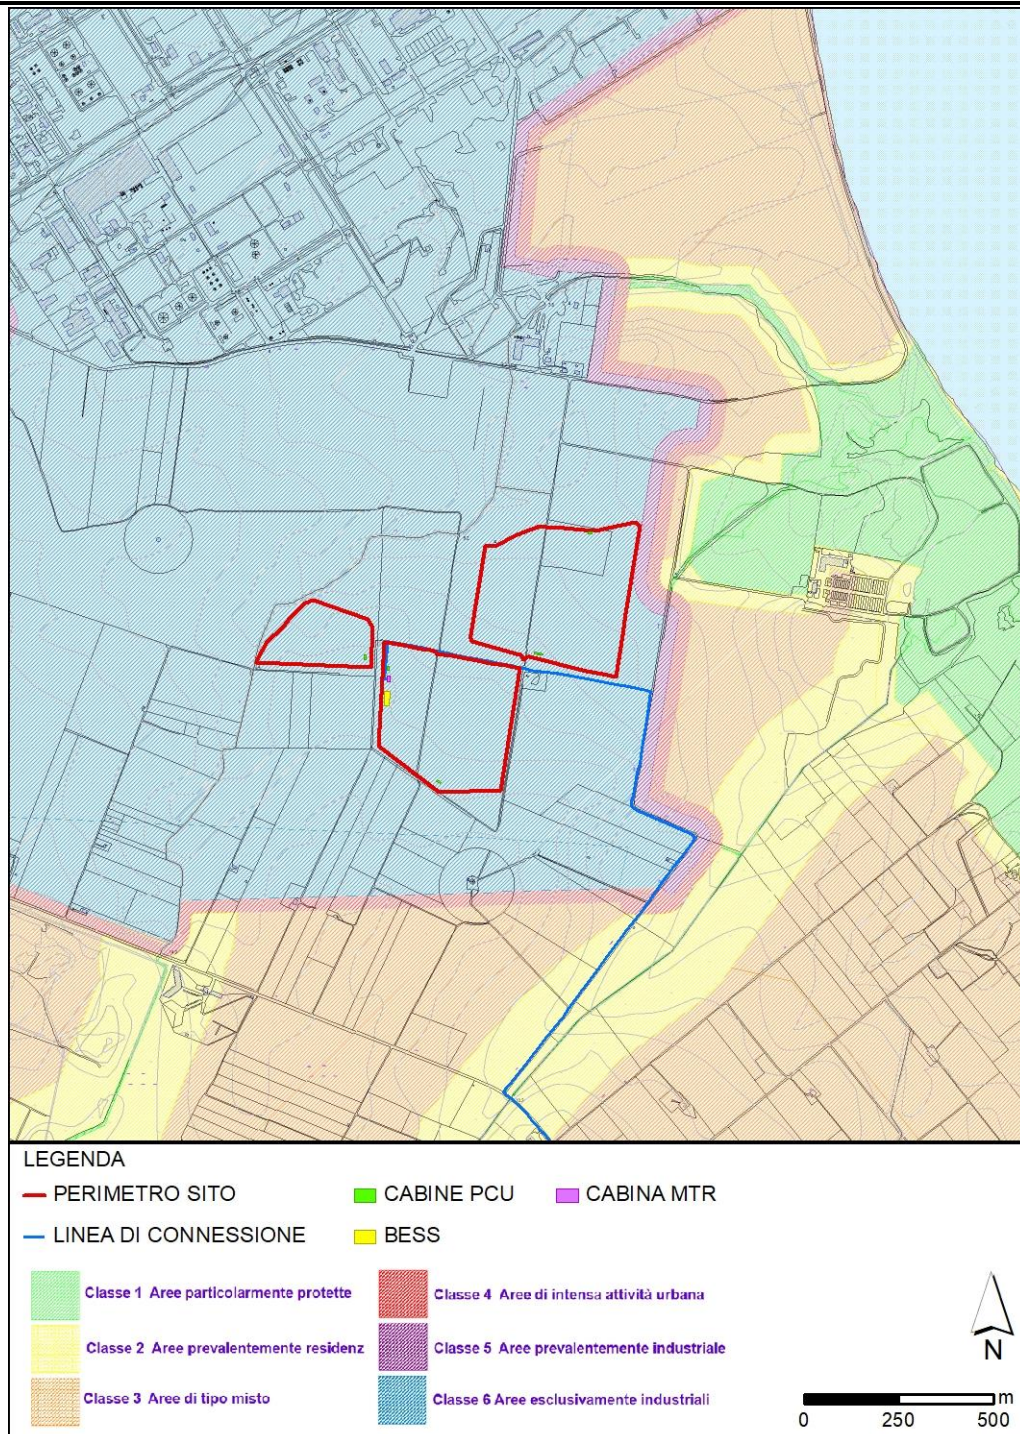 LEGENDA
PERIMETRO SITO
CABINE PCU
CABINA MTR
LINEA DI CONNESSIONE
BESS
Classe 1 Aree particolarmente protette
Classe 4 Aree di intensa attività urbana
Classe 2 Aree prevalentemente residenz
Classe 5 Aree prevalentemente industriale
Classe 3 Aree di tipo misto
Classe 6 Aree esclusivamente industriali
N
m
0 250 500